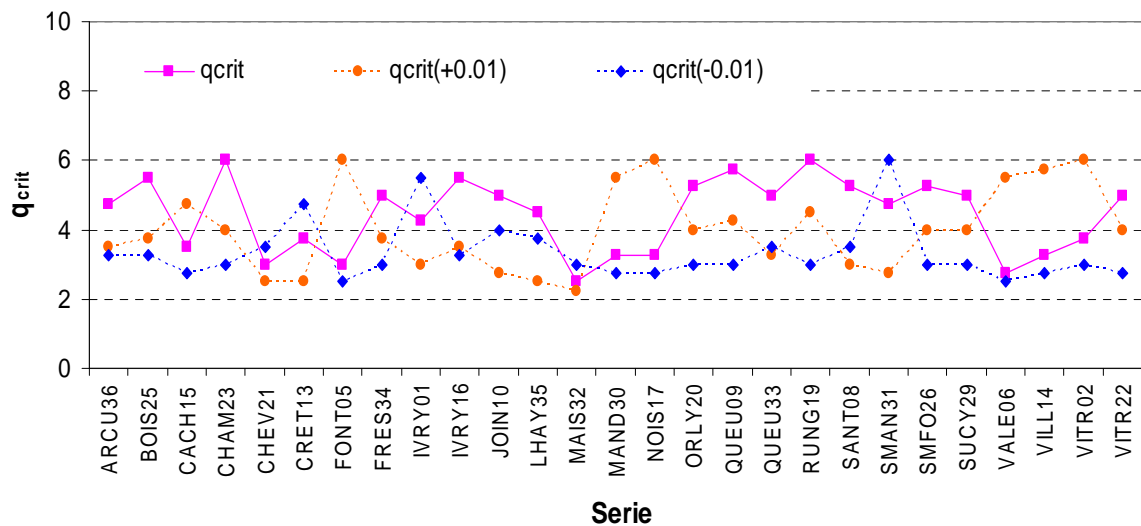 10
8
6
4
2
0
qcrit
qcrit qcrit(+0.01) qcrit(-0.01)
ARCU36
BOIS25
CACH15
CHAM23
CHEV21
CRET13
FONT05
FRES34
IVRY01
IVRY16
JOIN10
LHAY35
MAIS32
MAND30
NOIS17
ORLY20
QUEU09
QUEU33
RUNG19
SANT08
SMAN31
SMFO26
SUCY29
VALE06
VILL14
VITR02
VITR22
Serie